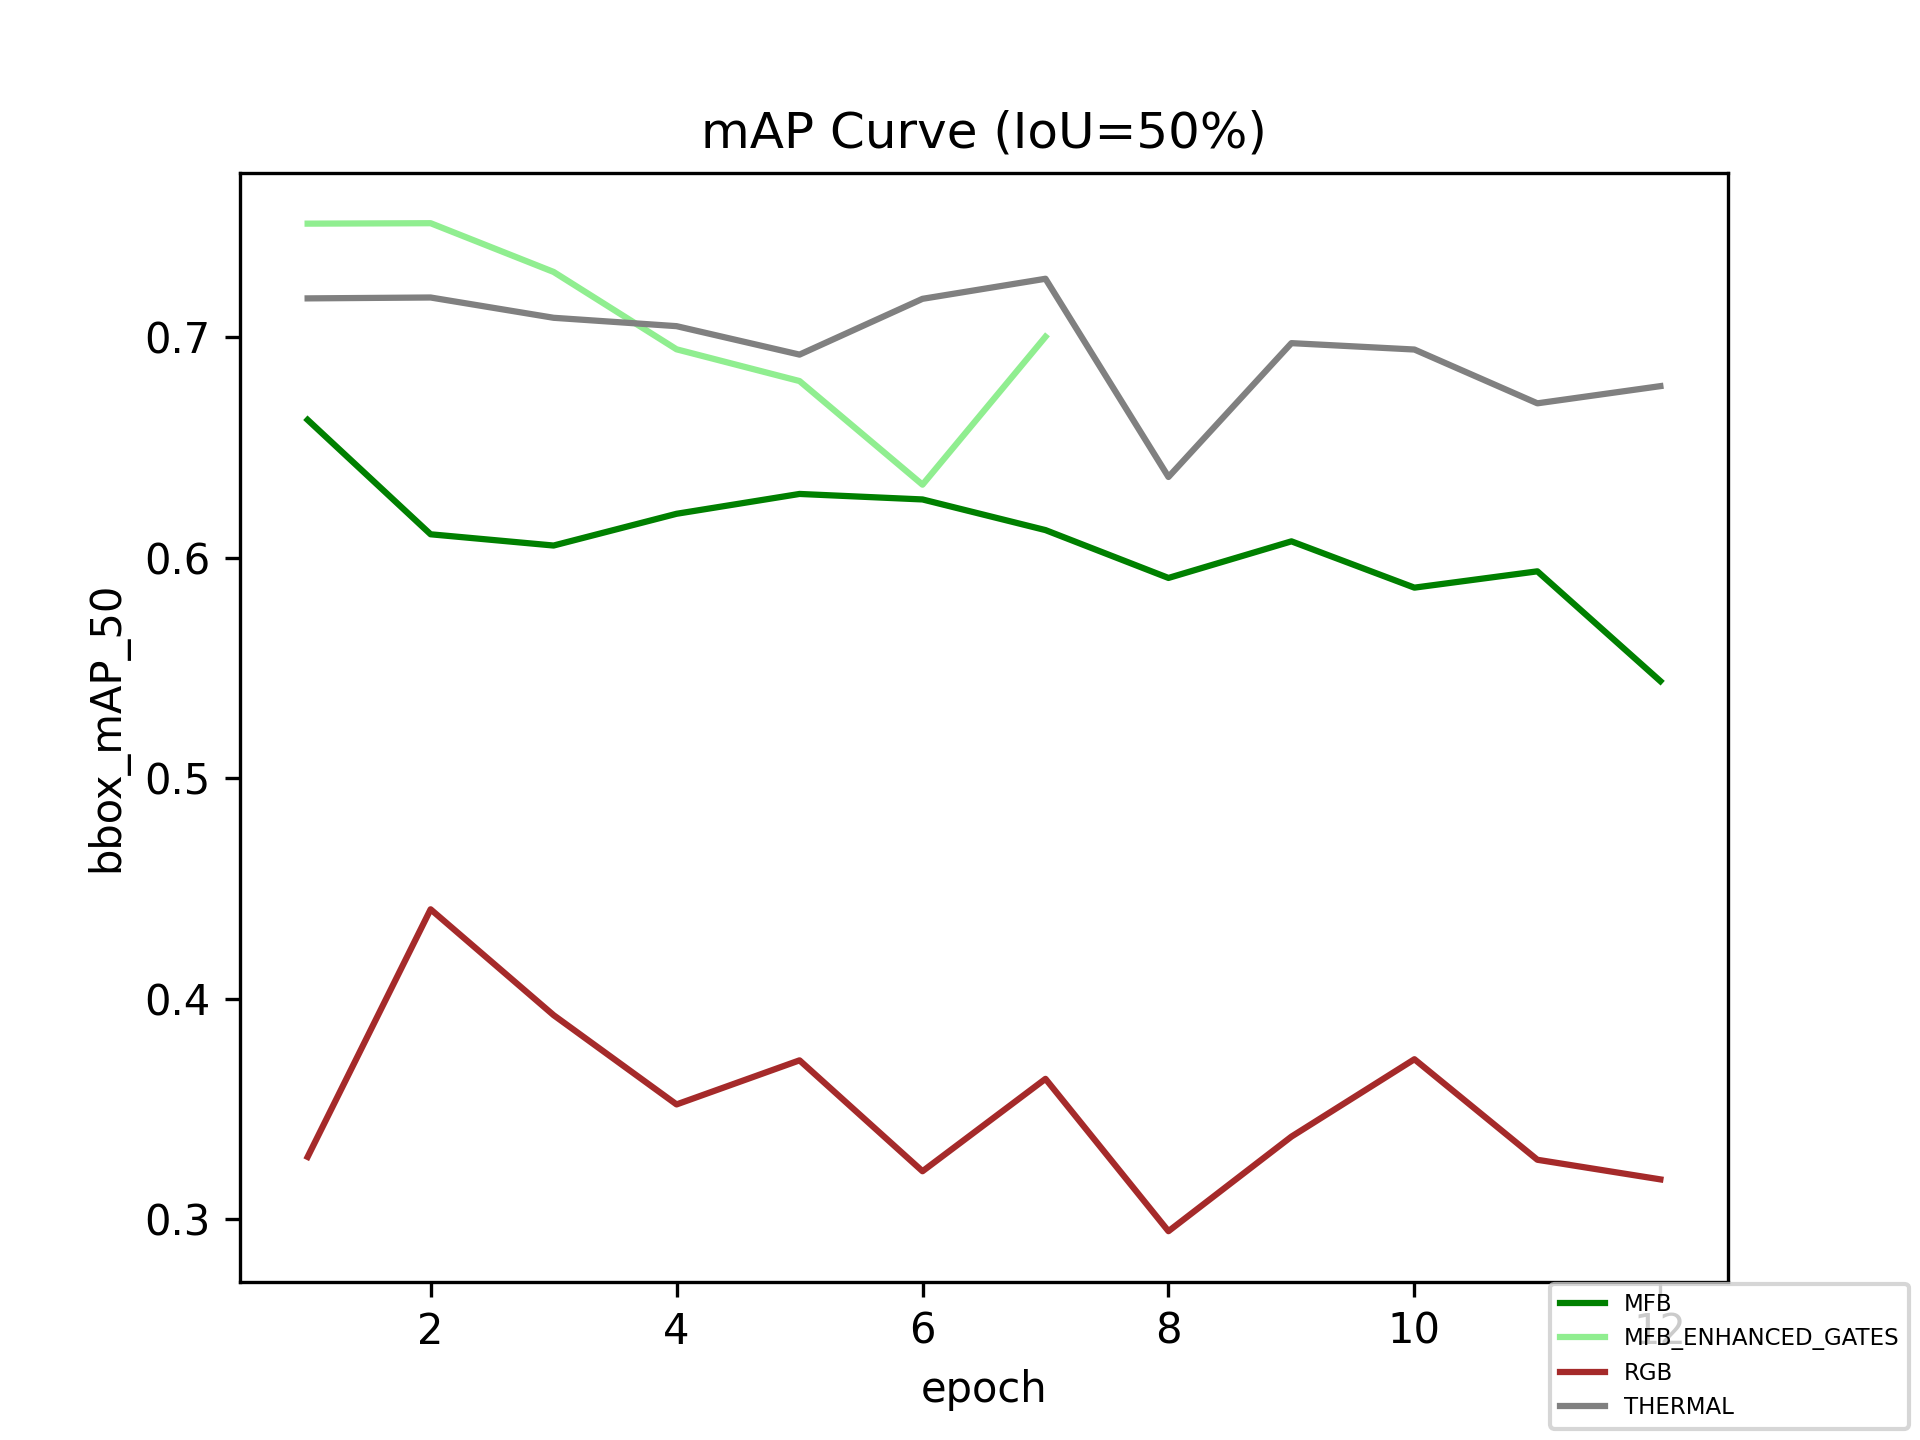 mAP Curve (IoU=50%)
bbox_mAP_50
0.7
0.6
0.5
0.4
0.3
2 4 6 8 10 12
epoch
MFB
MFB_ENHANCED_GATES
RGB
THERMAL